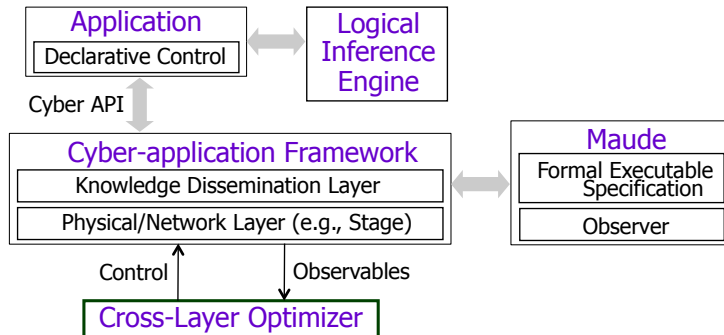 Application
Declarative Control
Logical
Inference
Engine
Cyber API
Cyber-application Framework
Knowledge Dissemination Layer
Physical/Network Layer (e.g., Stage)
Maude
Formal Executable
Specification
Observer
Control
Observables
Cross-Layer Optimizer